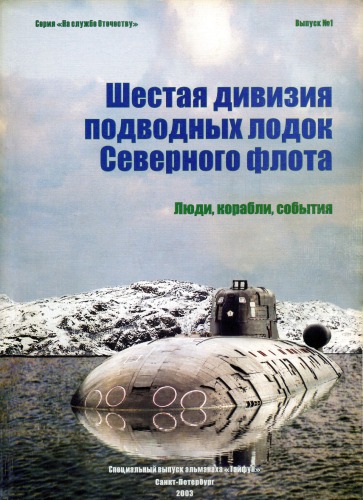 Серия «На службе Отечеству»
Выпуск №1
Шестая дивизия
подводных лодок
Северного флота
Люди, корабли, события
Специальный выпуск альманаха «Тайфун»
Санкт-Петербург
2003